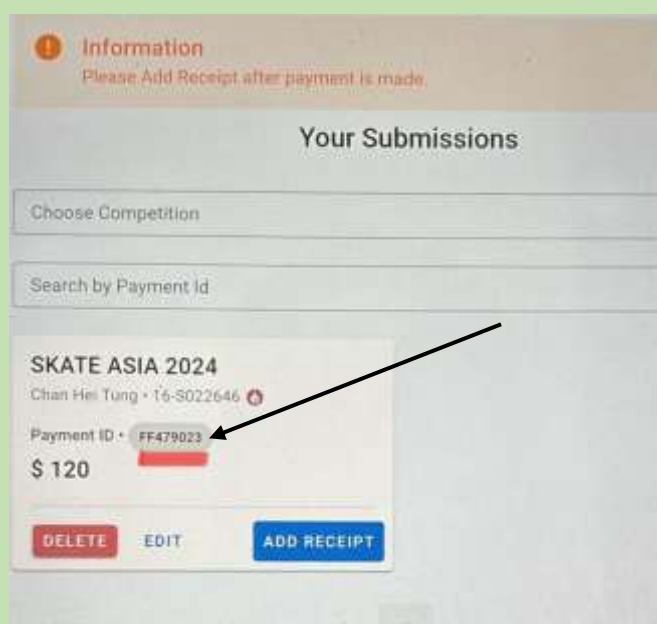 Information
Please Add Receipt after payment is made.
Your Submissions
Choose Competition
Search by Payment Id
SKATE ASIA 2024
Chan Hei Tung • 16-S022646
Payment ID • FF479023
$ 120
DELETE EDIT ADD RECEIPT